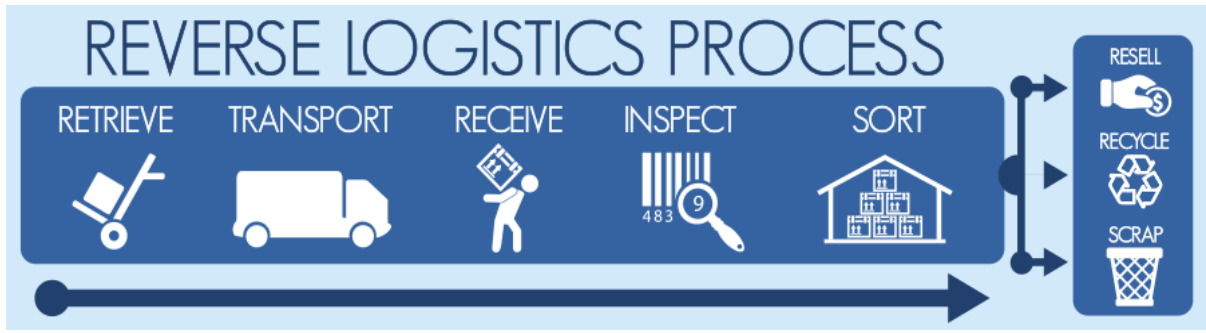 REVERSE LOGISTICS PROCESS
RETRIEVE TRANSPORT RECEIVE INSPECT SORT
483 9
RESELL
$
RECYCLE
SCRAP